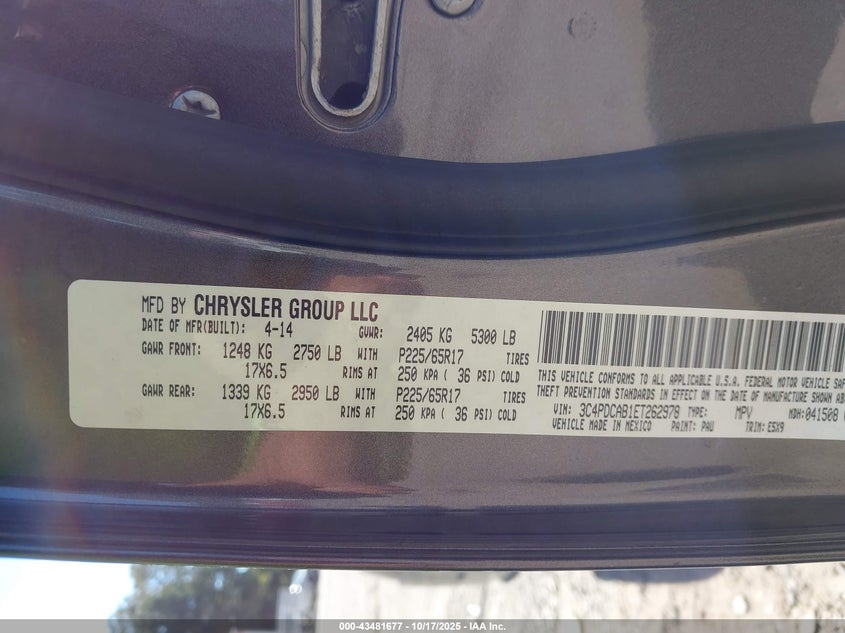 MFD BY CHRYSLER GROUP LLC
DATE OF MFR(BUILT): 4-14 GVWR: 2405 KG 5300 LB
GAWR FRONT: 1248 KG 2750 LB WITH P225/65R17 TIRES
17X6.5 RIMS AT 250 KPA ( 36 PSI) COLD
GAWR REAR: 1339 KG 2950 LB WITH P225/65R17 TIRES
17X6.5 RIMS AT 250 KPA ( 36 PSI) COLD
THIS VEHICLE CONFORMS TO ALL APPLICABLE U.S.A. FEDERAL MOTOR VEHICLE
THEFT PREVENTION STANDARDS IN EFFECT ON THE DATE OF MANUFACTURE SHOWN
VIN: 3C4PDCAB1ET262978 TYPE: MPV MDH: 041508
VEHICLE MADE IN MEXICO PAINT: PAU TRIM: E5X9
000-43481677 - 10/17/2025 - IAA Inc.